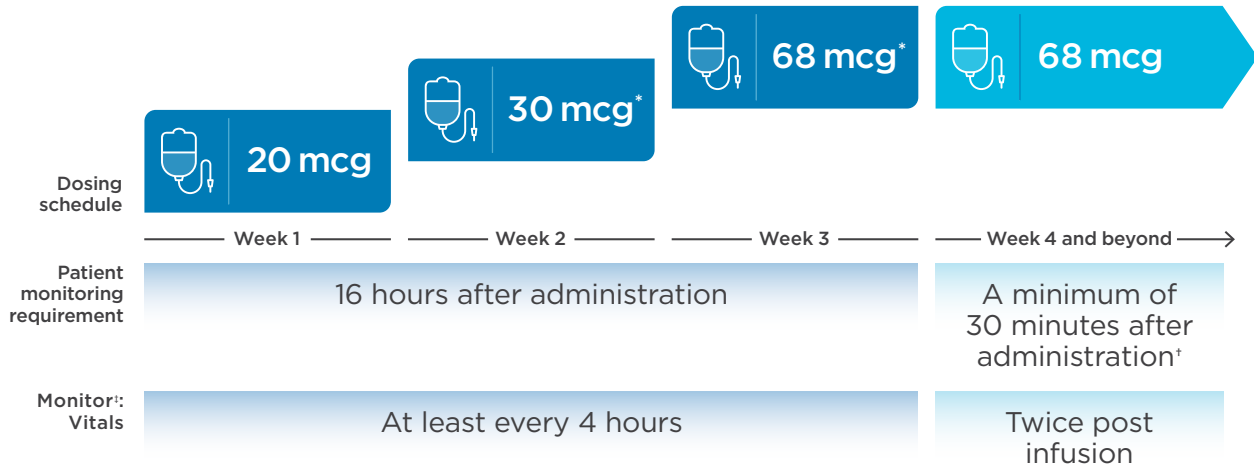 68 mcg*
68 mcg
30 mcg*
20 mcg
Dosing
schedule
Week 1
Week 2
Week 3
Week 4 and beyond
Patient
monitoring
requirement
16 hours after administration
A minimum of
30 minutes after
administration†
Monitor‡:
Vitals
At least every 4 hours
Twice post
infusion